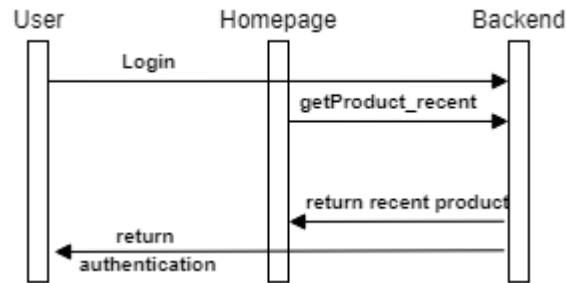 User Homepage Backend
Login
getProduct_recent
return recent product
return
authentication